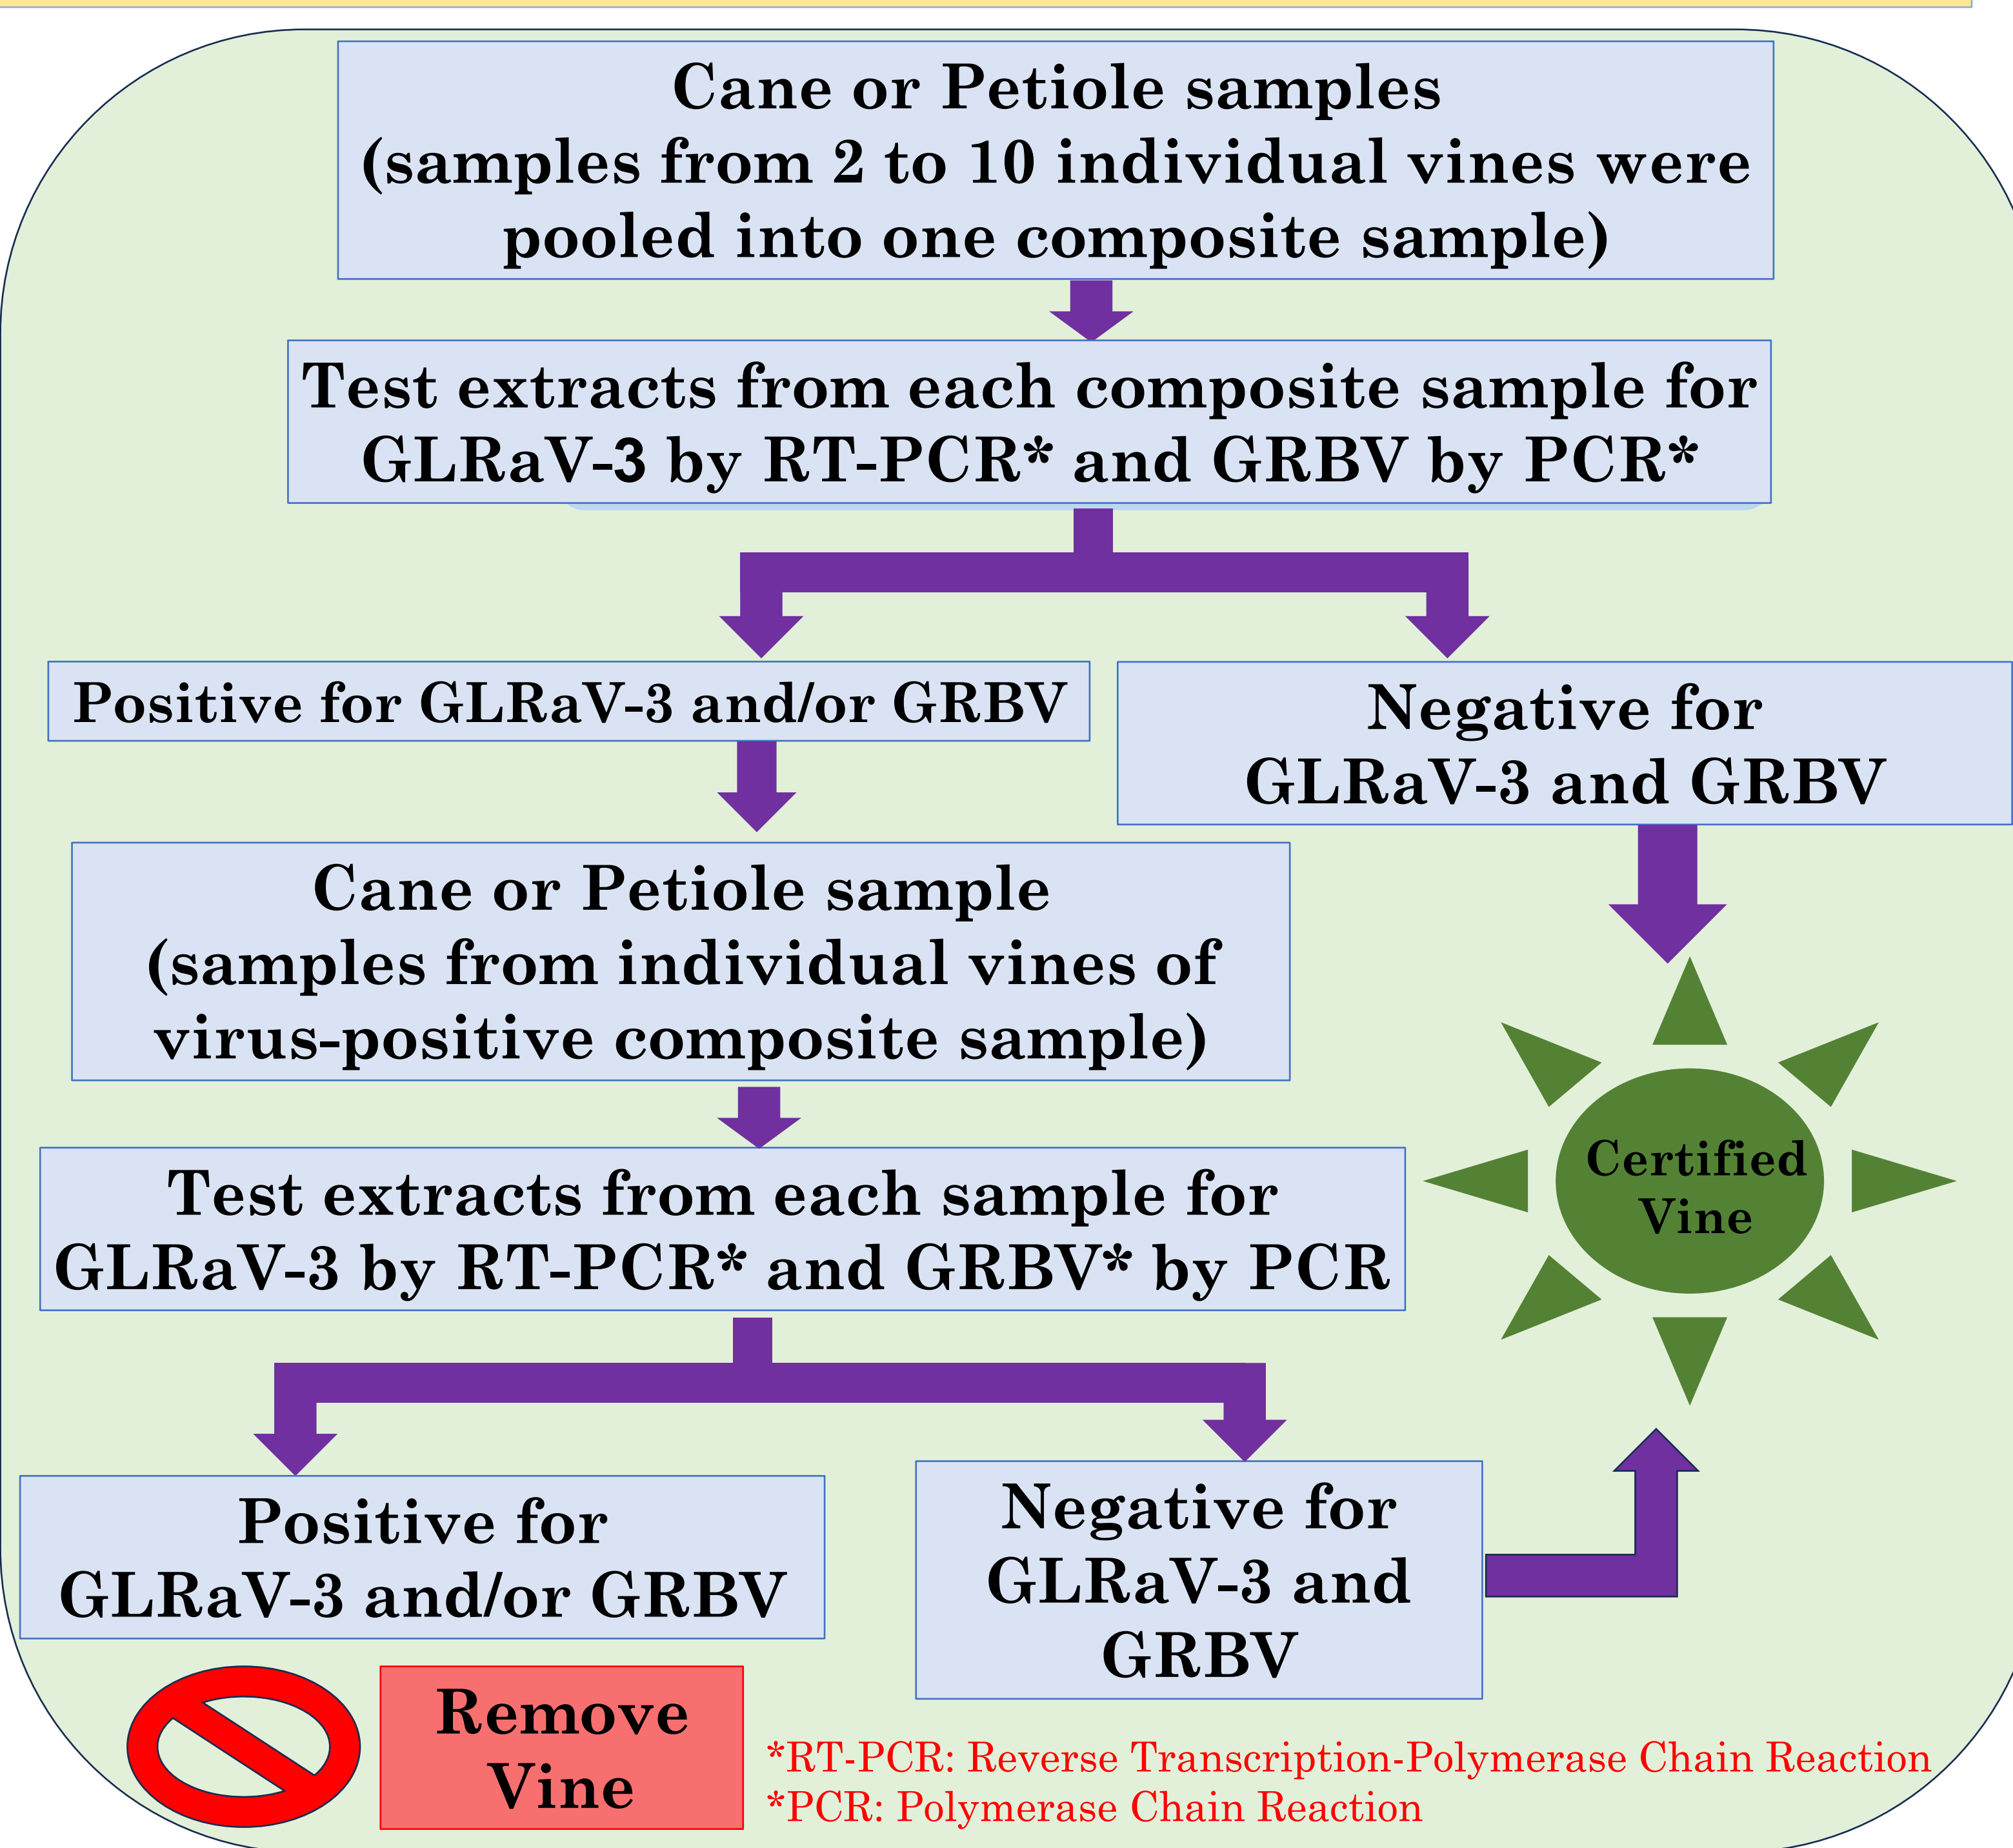 Cane or Petiole samples
(samples from 2 to 10 individual vines were
pooled into one composite sample)
Test extracts from each composite sample for
GLRaV-3 by RT-PCR* and GRBV by PCR*
Positive for GLRaV-3 and/or GRBV
Negative for
GLRaV-3 and GRBV
Cane or Petiole sample
(samples from individual vines of
virus-positive composite sample)
Certified
Vine
Test extracts from each sample for
GLRaV-3 by RT-PCR* and GRBV* by PCR
Positive for
GLRaV-3 and/or GRBV
Negative for
GLRaV-3 and
GRBV
Remove
Vine
*RT-PCR: Reverse Transcription-Polymerase Chain Reaction
*PCR: Polymerase Chain Reaction